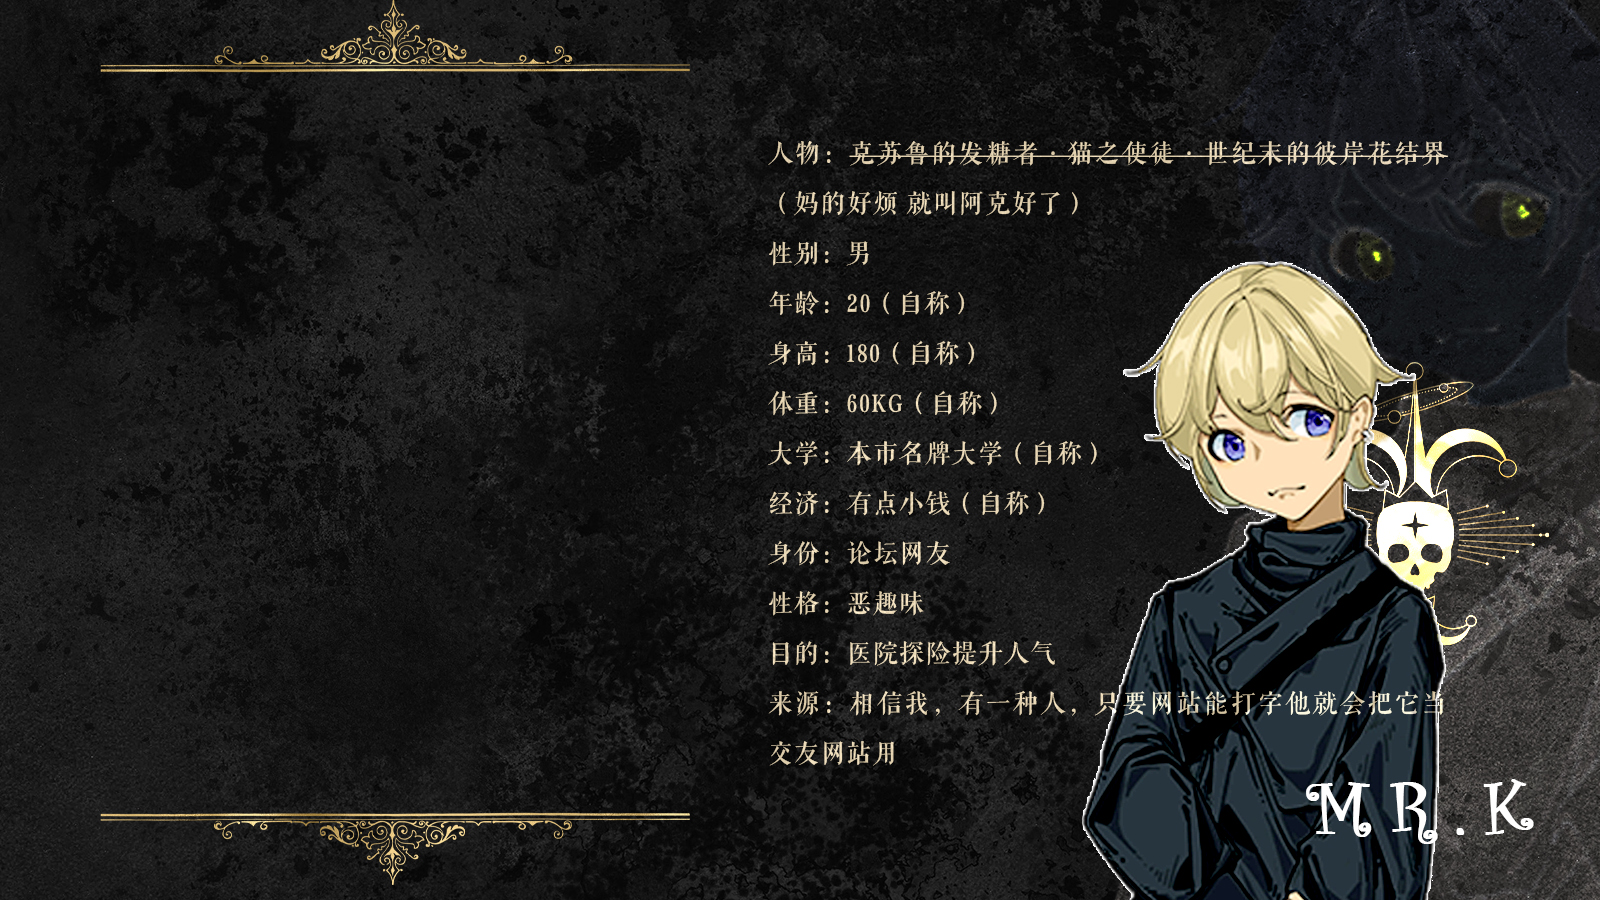 人物：克苏鲁的发糖者·猫之使徒·世纪末的彼岸花结界
（妈的好烦 就叫阿克好了）
性别：男
年龄：20（自称）
身高：180（自称）
体重：60KG（自称）
大学：本市名牌大学（自称）
经济：有点小钱（自称）
身份：论坛网友
性格：恶趣味
目的：医院探险提升人气
来源：相信我，有一种人，只要网站能打字他就会把它当
交友网站用
MR.K